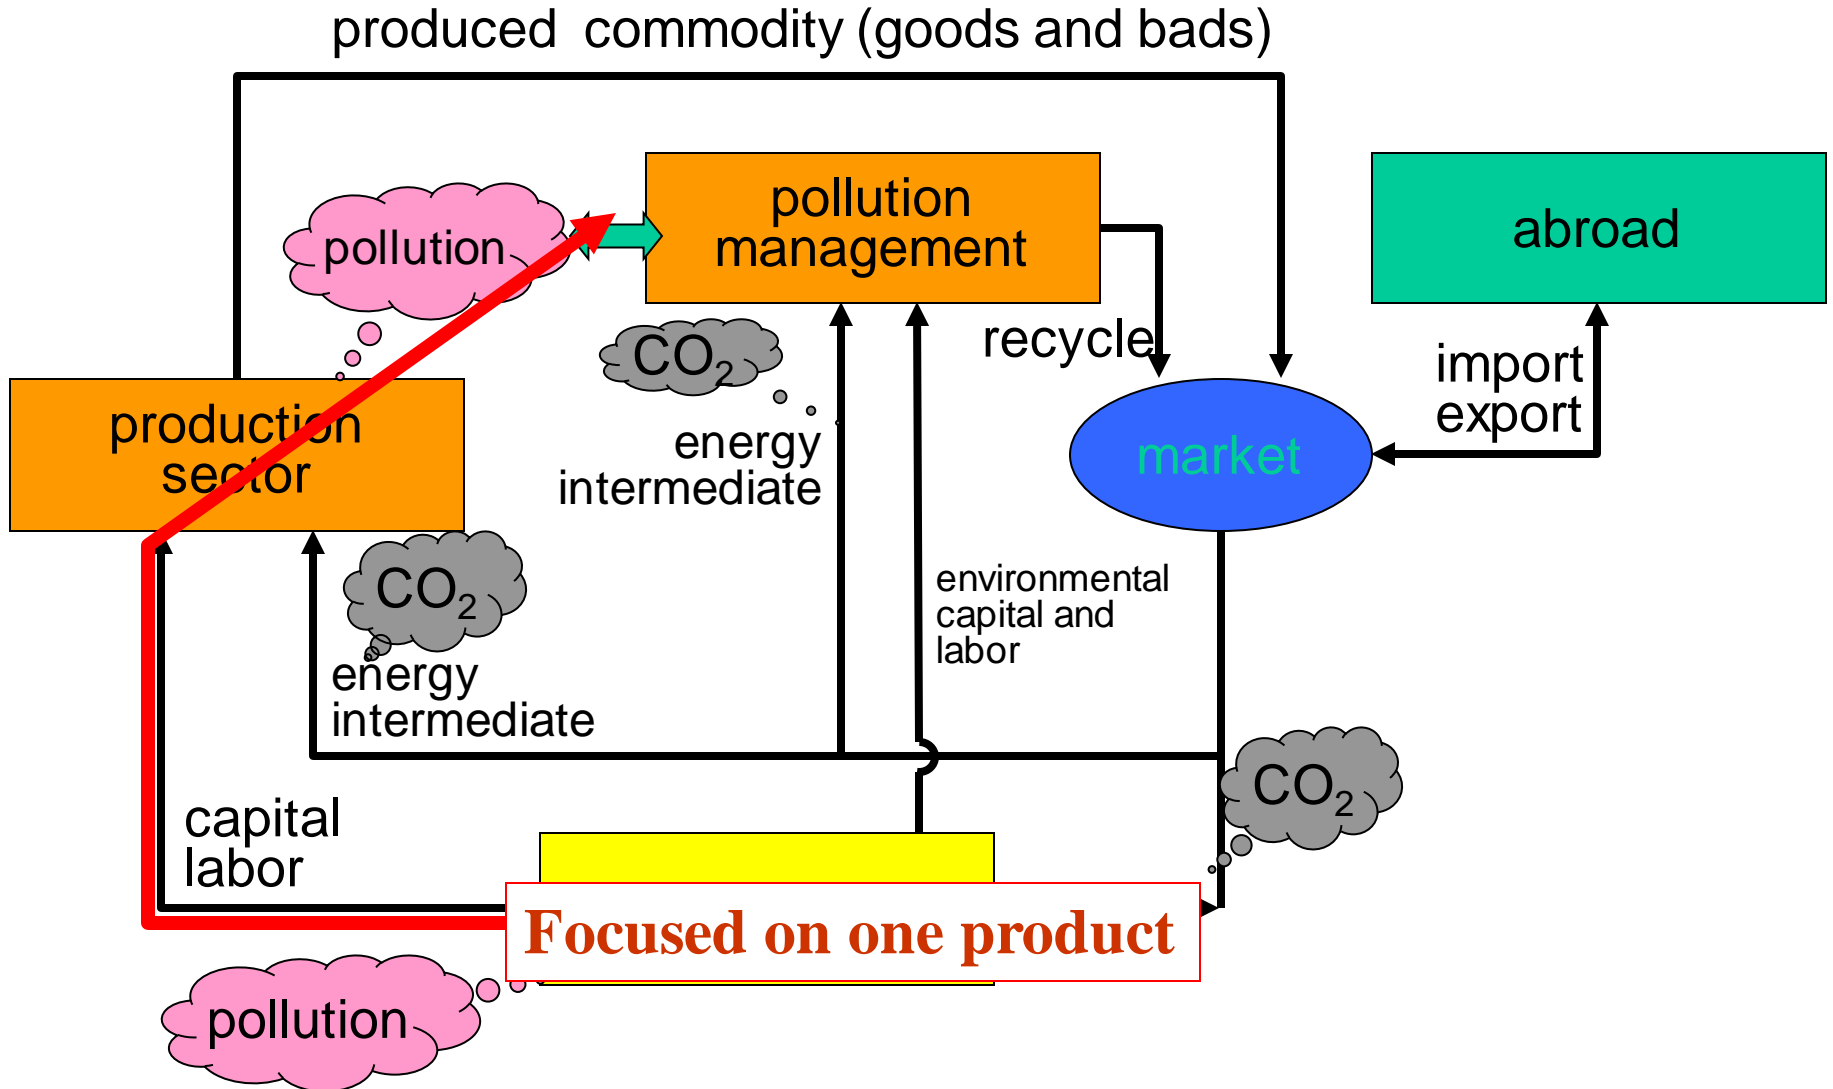 produced commodity (goods and bads)
pollution
management
abroad
pollution
recycle
CO2
import
export
production
sector
market
energy
intermediate
CO2
environmental
capital and
labor
energy
intermediate
CO2
capital
labor
Focused on one product
pollution